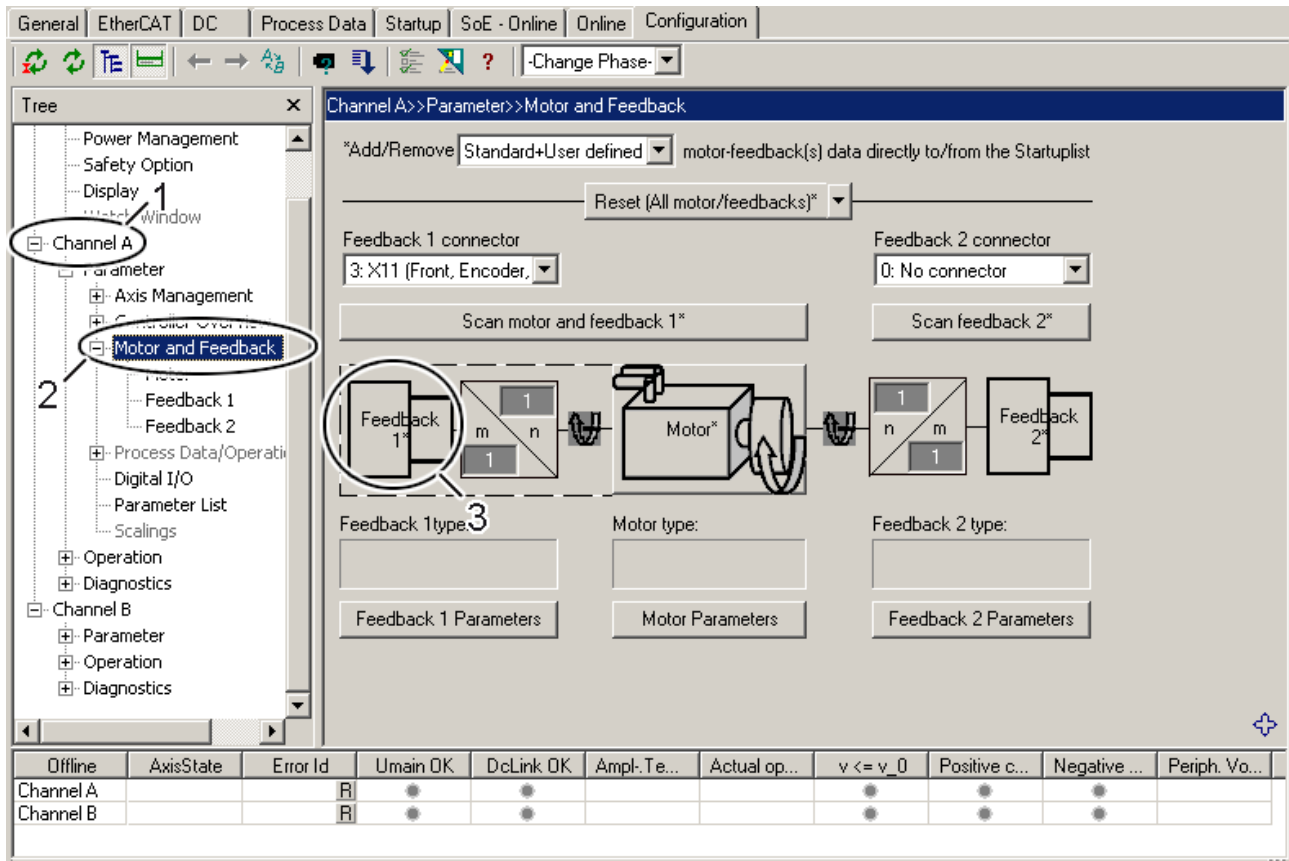 General EtherCAT DC Process Data Startup SoE - Online Online Configuration
? -Change Phase-
Tree x Channel A>>Parameter>>Motor and Feedback
Power Management
Safety Option
Display
1
Window
Channel A
Parameter
Axis Management
Motor and Feedback
2
Feedback 1
Feedback 2
Process Data/Operati
Digital I/O
Parameter List
Scalings
Operation
Diagnostics
Channel B
Parameter
Operation
Diagnostics
*Add/Remove Standard+User defined motor-feedback(s) data directly to/from the Startuplist
Reset (All motor/feedbacks)*
Feedback 1 connector Feedback 2 connector
3: X11 (Front, Encoder, 0: No connector
Scan motor and feedback 1* Scan feedback 2*
Feedback 1* 1 m n 1 Motor* 1 n m 1 Feedback 2*
3
Feedback 1type: Motor type: Feedback 2 type:
Feedback 1 Parameters Motor Parameters Feedback 2 Parameters
Offline AxisState Error Id Umain OK DcLink OK Ampl-.Te... Actual op... v <= v_0 Positive c... Negative ... Periph. Vo...
Channel A R
Channel B R